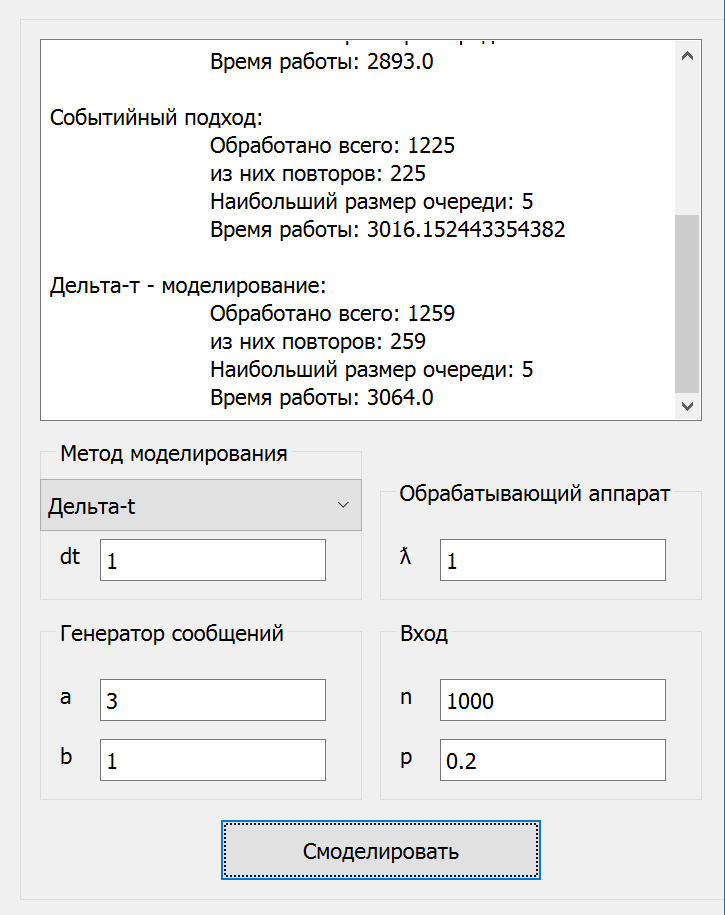 Время работы: 2893.0
Событийный подход:
Обработано всего: 1225
из них повторов: 225
Наибольший размер очереди: 5
Время работы: 3016.152443354382
Дельта-т - моделирование:
Обработано всего: 1259
из них повторов: 259
Наибольший размер очереди: 5
Время работы: 3064.0
Метод моделирования
Дельта-t
dt 1
Обрабатывающий аппарат
ƛ 1
Генератор сообщений
a 3
b 1
Вход
n 1000
p 0.2
Смоделировать